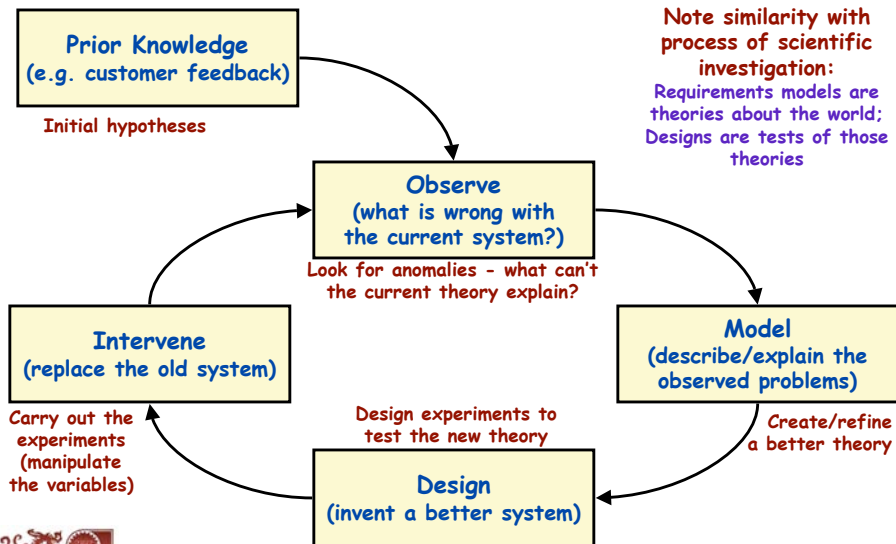 Prior Knowledge
(e.g. customer feedback)
Initial hypotheses
Note similarity with
process of scientific
investigation:
Requirements models are
theories about the world;
Designs are tests of those
theories
Observe
(what is wrong with
the current system?)
Look for anomalies - what can't
the current theory explain?
Model
(describe/explain the
observed problems)
Create/refine
a better theory
Design experiments to
test the new theory
Design
(invent a better system)
Intervene
(replace the old system)
Carry out the
experiments
(manipulate
the variables)